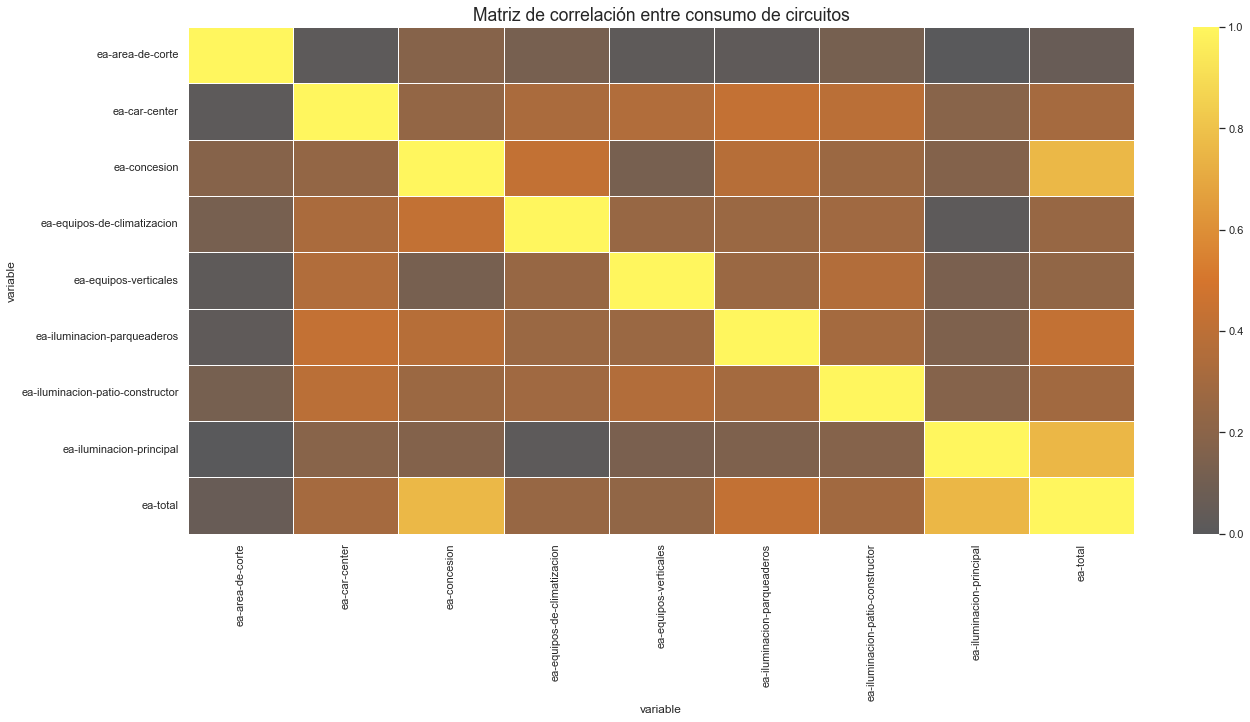 Matriz de correlación entre consumo de circuitos
variable
ea-area-de-corte
ea-car-center
ea-concesion
ea-equipos-de-climatizacion
ea-equipos-verticales
ea-iluminacion-parqueaderos
ea-iluminacion-patio-constructor
ea-iluminacion-principal
ea-total
ea-area-de-corte
ea-car-center
ea-concesion
ea-equipos-de-climatizacion
ea-equipos-verticales
ea-iluminacion-parqueaderos
ea-iluminacion-patio-constructor
ea-iluminacion-principal
ea-total
variable
1.0
0.8
0.6
0.4
0.2
0.0